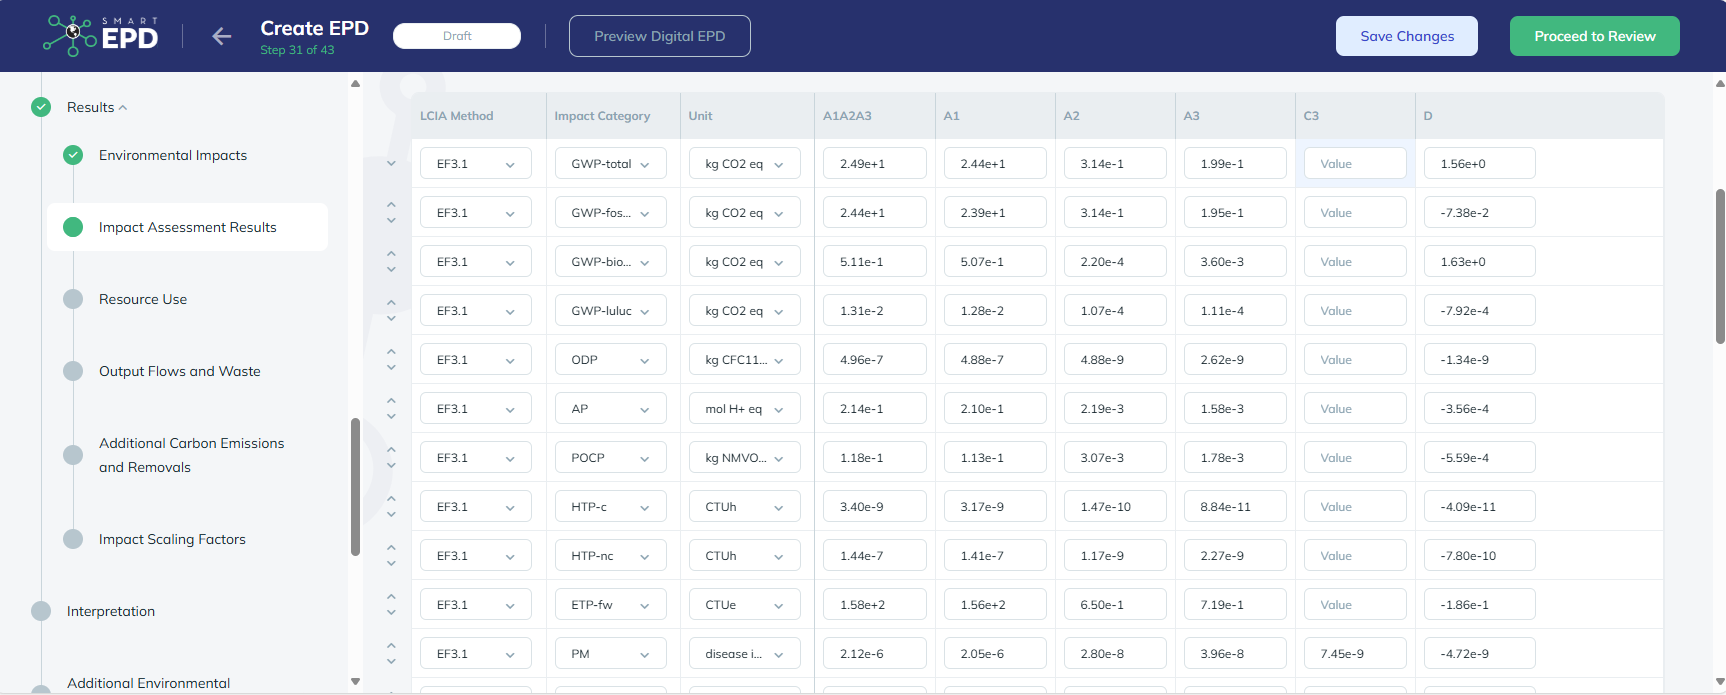 SMART
EPD
Create EPD
Step 31 of 43
Draft
Preview Digital EPD
Save Changes
Proceed to Review
Results
Environmental Impacts
Impact Assessment Results
Resource Use
Output Flows and Waste
Additional Carbon Emissions
and Removals
Impact Scaling Factors
Interpretation
Additional Environmental
LCIA Method Impact Category Unit A1A2A3 A1 A2 A3 C3 D
EF3.1 GWP-total kg CO2 eq 2.49e+1 2.44e+1 3.14e-1 1.99e-1 Value 1.56e+0
EF3.1 GWP-fos... kg CO2 eq 2.44e+1 2.39e+1 3.14e-1 1.95e-1 Value -7.38e-2
EF3.1 GWP-bio... kg CO2 eq 5.11e-1 5.07e-1 2.20e-4 3.60e-3 Value 1.63e+0
EF3.1 GWP-luluc kg CO2 eq 1.31e-2 1.28e-2 1.07e-4 1.11e-4 Value -7.92e-4
EF3.1 ODP kg CFC11... 4.96e-7 4.88e-7 4.88e-9 2.62e-9 Value -1.34e-9
EF3.1 AP mol H+ eq 2.14e-1 2.10e-1 2.19e-3 1.58e-3 Value -3.56e-4
EF3.1 POCP kg NMVO... 1.18e-1 1.13e-1 3.07e-3 1.78e-3 Value -5.59e-4
EF3.1 HTP-c CTUh 3.40e-9 3.17e-9 1.47e-10 8.84e-11 Value -4.09e-11
EF3.1 HTP-nc CTUh 1.44e-7 1.41e-7 1.17e-9 2.27e-9 Value -7.80e-10
EF3.1 ETP-fw CTUe 1.58e+2 1.56e+2 6.50e-1 7.19e-1 Value -1.86e-1
EF3.1 PM disease i... 2.12e-6 2.05e-6 2.80e-8 3.96e-8 7.45e-9 -4.72e-9